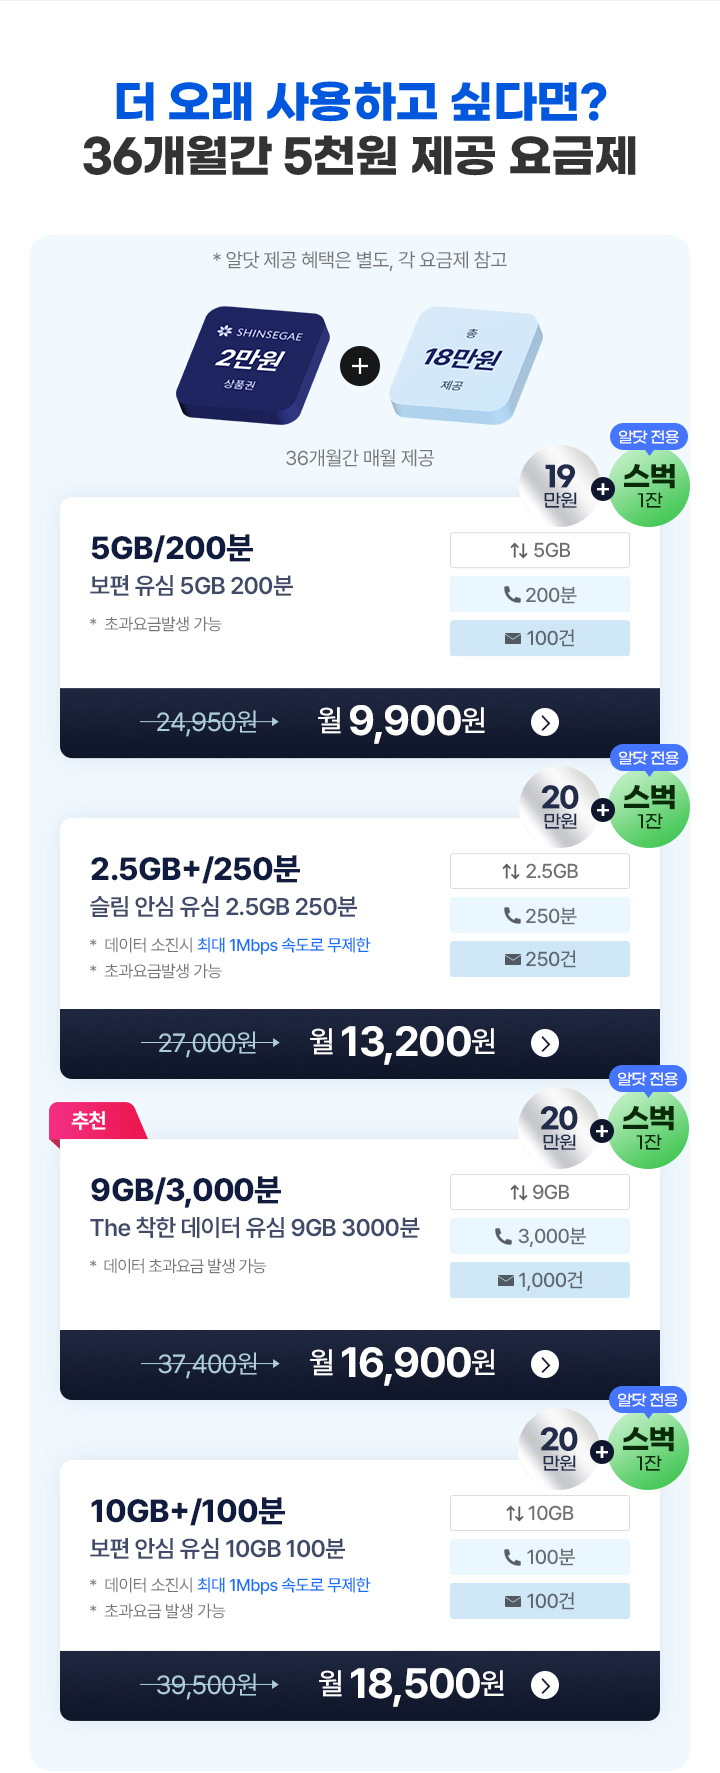 더 오래 사용하고 싶다면?
36개월간 5천원 제공 요금제
* 알닷 제공 혜택은 별도, 각 요금제 참고
SHINSEGAE
2만원
상품권
+
총
18만원
제공
36개월간 매월 제공
알닷 전용
19
만원
+
스벅
1잔
5GB/200분
보편 유심 5GB 200분
* 초과요금발생 가능
5GB
200분
100건
24,950원
월 9,900원
알닷 전용
20
만원
+
스벅
1잔
2.5GB+/250분
슬림 안심 유심 2.5GB 250분
* 데이터 소진시 최대 1Mbps 속도로 무제한
* 초과요금발생 가능
2.5GB
250분
250건
27,000원
월 13,200원
알닷 전용
추천
20
만원
+
스벅
1잔
9GB/3,000분
The 착한 데이터 유심 9GB 3000분
* 데이터 초과요금 발생 가능
9GB
3,000분
1,000건
37,400원
월 16,900원
알닷 전용
20
만원
+
스벅
1잔
10GB+/100분
보편 안심 유심 10GB 100분
* 데이터 소진시 최대 1Mbps 속도로 무제한
* 초과요금 발생 가능
10GB
100분
100건
39,500원
월 18,500원